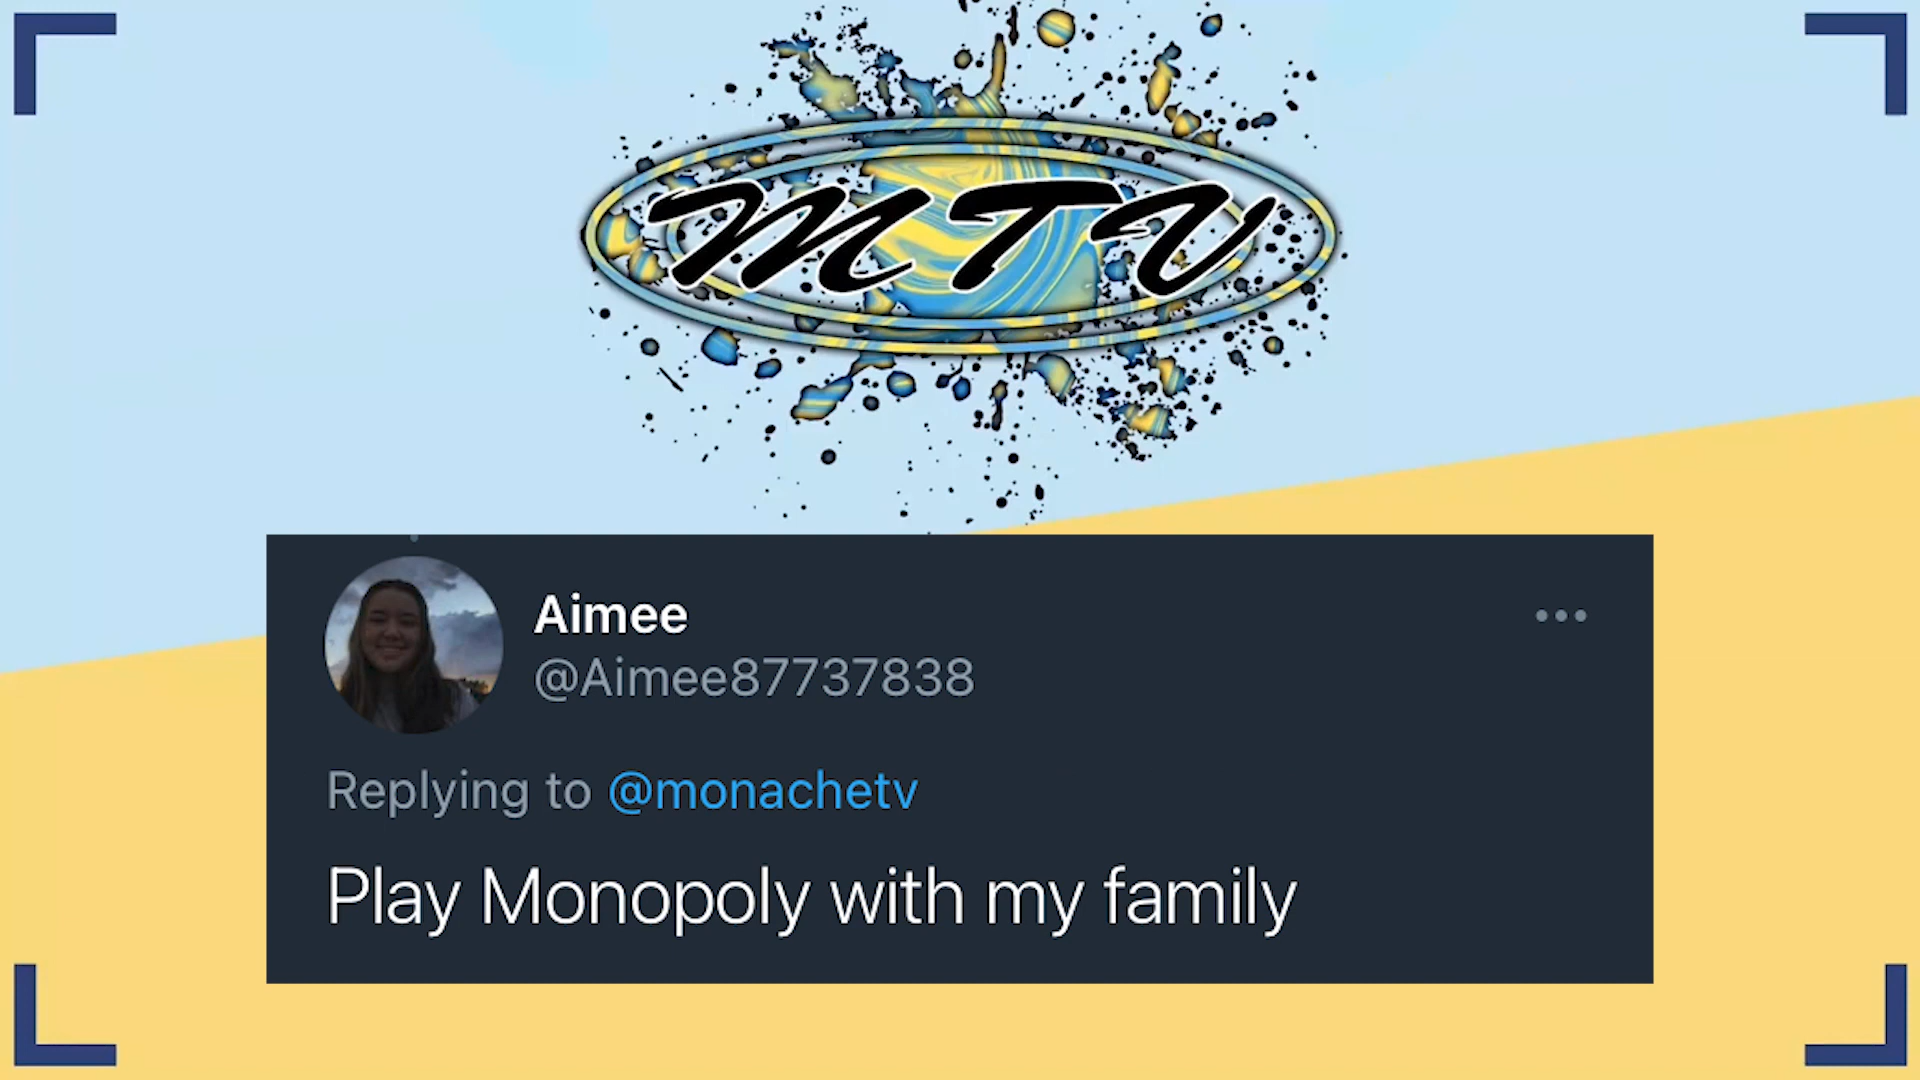 MTV
Aimee
@Aimee87737838
Replying to @monachetv
Play Monopoly with my family